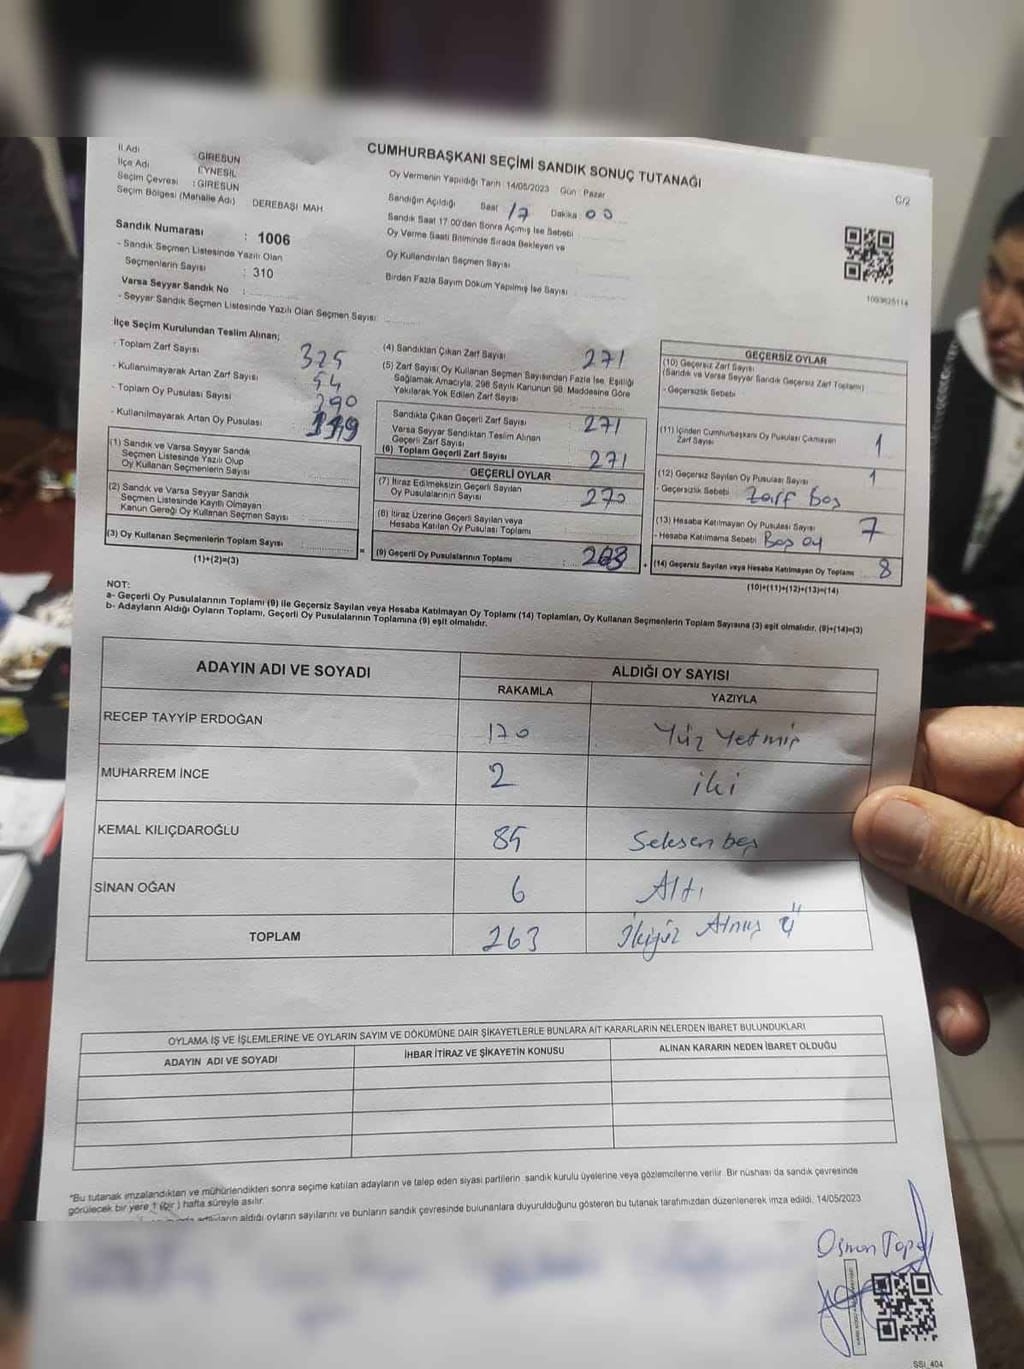 CUMHURBAŞKANI SEÇİMİ SANDIK SONUÇ TUTANAĞI
C/2
İl Adı : GİRESUN
İlçe Adı EYNESİL
Seçim Çevresi : GİRESUN
Seçim Bölgesi (Mahalle Adı) DEREBAŞI MAH
Oy Vermenin Yapıldığı Tarih :14/05/2023 Gün : Pazar
Sandığın Açıldığı Saat 17 Dakika 00
Sandık Saat 17:00'den Sonra Açılmış İse Sebebi
Oy Verme Saati Bitiminde Sırada Bekleyen ve
Oy Kullandırılan Seçmen Sayısı
Birden Fazla Sayım Döküm Yapılmış İse Sayısı
Sandık Numarası : 1006
- Sandık Seçmen Listesinde Yazılı Olan
Seçmenlerin Sayısı : 310
Varsa Seyyar Sandık No :
- Seyyar Sandık Seçmen Listesinde Yazılı Olan Seçmen Sayısı:
İlçe Seçim Kurulundan Teslim Alınan;
- Toplam Zarf Sayısı 325
- Kullanılmayarak Artan Zarf Sayısı 54
- Toplam Oy Pusulası Sayısı 390
- Kullanılmayarak Artan Oy Pusulası 119
(1) Sandık ve Varsa Seyyar Sandık
Seçmen Listesinde Yazılı Olup
Oy Kullanan Seçmenlerin Sayısı
(2) Sandık ve Varsa Seyyar Sandık
Seçmen Listesinde Kayıtlı Olmayan
Kanun Gereği Oy Kullanan Seçmen Sayısı
(3) Oy Kullanan Seçmenlerin Toplam Sayısı =
(1)+(2)=(3)
(4) Sandıktan Çıkan Zarf Sayısı 271
(5) Zarf Sayısı Oy Kullanan Seçmen Sayısından Fazla İse, Eşitliği
Sağlamak Amacıyla, 298 Sayılı Kanunun 98. Maddesine Göre
Yakılarak Yok Edilen Zarf Sayısı
Sandıkta Çıkan Geçerli Zarf Sayısı 271
Varsa Seyyar Sandıktan Teslim Alınan
Geçerli Zarf Sayısı
(6) Toplam Geçerli Zarf Sayısı 271
GEÇERLİ OYLAR
(7) İtiraz Edilmeksizin Geçerli Sayılan
Oy Pusulalarının Sayısı 270
(8) İtiraz Üzerine Geçerli Sayılan veya
Hesaba Katılan Oy Pusulası Toplamı
(9) Geçerli Oy Pusulalarının Toplamı : 263 +
1093625114
GEÇERSİZ OYLAR
(10) Geçersiz Zarf Sayısı
(Sandık ve Varsa Seyyar Sandık Geçersiz Zarf Toplamı)
- Geçersizlik Sebebi
(11) İçinden Cumhurbaşkanı Oy Pusulası Çıkmayan
Zarf Sayısı 1
(12) Geçersiz Sayılan Oy Pusulası Sayısı 1
- Geçersizlik Sebebi Zarf Boş
(13) Hesaba Katılmayan Oy Pusulası Sayısı 7
- Hesaba Katılmama Sebebi Boş oy
(14) Geçersiz Sayılan veya Hesaba Katılmayan Oy Toplamı 8
(10)+(11)+(12)+(13)=(14)
NOT:
a- Geçerli Oy Pusulalarının Toplamı (9) ile Geçersiz Sayılan veya Hesaba Katılmayan Oy Toplamı (14) Toplamları, Oy Kullanan Seçmenlerin Toplam Sayısına (3) eşit olmalıdır. (9)+(14)=(3)
b- Adayların Aldığı Oyların Toplamı, Geçerli Oy Pusulalarının Toplamına (9) eşit olmalıdır.
ADAYIN ADI VE SOYADI ALDIĞI OY SAYISI
RAKAMLA YAZIYLA
RECEP TAYYİP ERDOĞAN 170 Yüz Yetmiş
MUHARREM İNCE 2 iki
KEMAL KILIÇDAROĞLU 85 Seksen beş
SİNAN OĞAN 6 Altı
TOPLAM 263 İkiyüz Atmış üç
OYLAMA İŞ VE İŞLEMLERİNE VE OYLARIN SAYIM VE DÖKÜMÜNE DAİR ŞİKAYETLERLE BUNLARA AİT KARARLARIN NELERDEN İBARET BULUNDUKLARI
ADAYIN ADI VE SOYADI İHBAR İTİRAZ VE ŞİKAYETİN KONUSU ALINAN KARARIN NEDEN İBARET OLDUĞU
"Bu tutanak imzalandıktan ve mühürlendikten sonra seçime katılan adayların ve talep eden siyasi partilerin sandık kurulu üyelerine veya gözlemcilerine verilir. Bir nüshası da sandık çevresinde
görülecek bir yere 1 (bir) hafta süreyle asılır.
adayların aldığı oyların sayılarını ve bunların sandık çevresinde bulunanlara duyurulduğunu gösteren bu tutanak tarafımızdan düzenlenerek imza edildi. 14/05/2023
Osman Topal
SSI_404